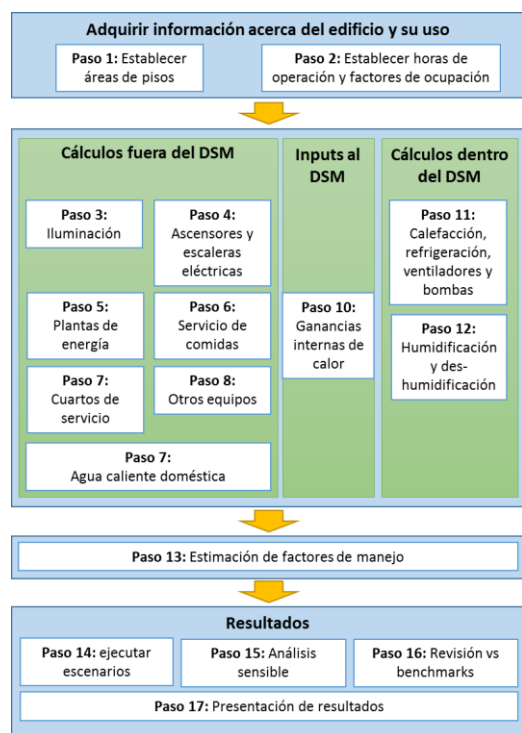 Adquirir información acerca del edificio y su uso
Paso 1: Establecer
áreas de pisos
Paso 2: Establecer horas de
operación y factores de ocupación
Cálculos fuera del DSM
Paso 3:
Iluminación
Paso 4:
Ascensores y
escaleras
eléctricas
Paso 5:
Plantas de
energía
Paso 6:
Servicio de
comidas
Paso 7:
Cuartos de
servicio
Paso 8:
Otros equipos
Paso 7:
Agua caliente doméstica
Inputs al
DSM
Paso 10:
Ganancias
internas de
calor
Cálculos dentro
del DSM
Paso 11:
Calefacción,
refrigeración,
ventiladores y
bombas
Paso 12:
Humidificación
y des-
humidificación
Paso 13: Estimación de factores de manejo
Resultados
Paso 14: ejecutar
escenarios
Paso 15: Análisis
sensible
Paso 16: Revisión vs
benchmarks
Paso 17: Presentación de resultados